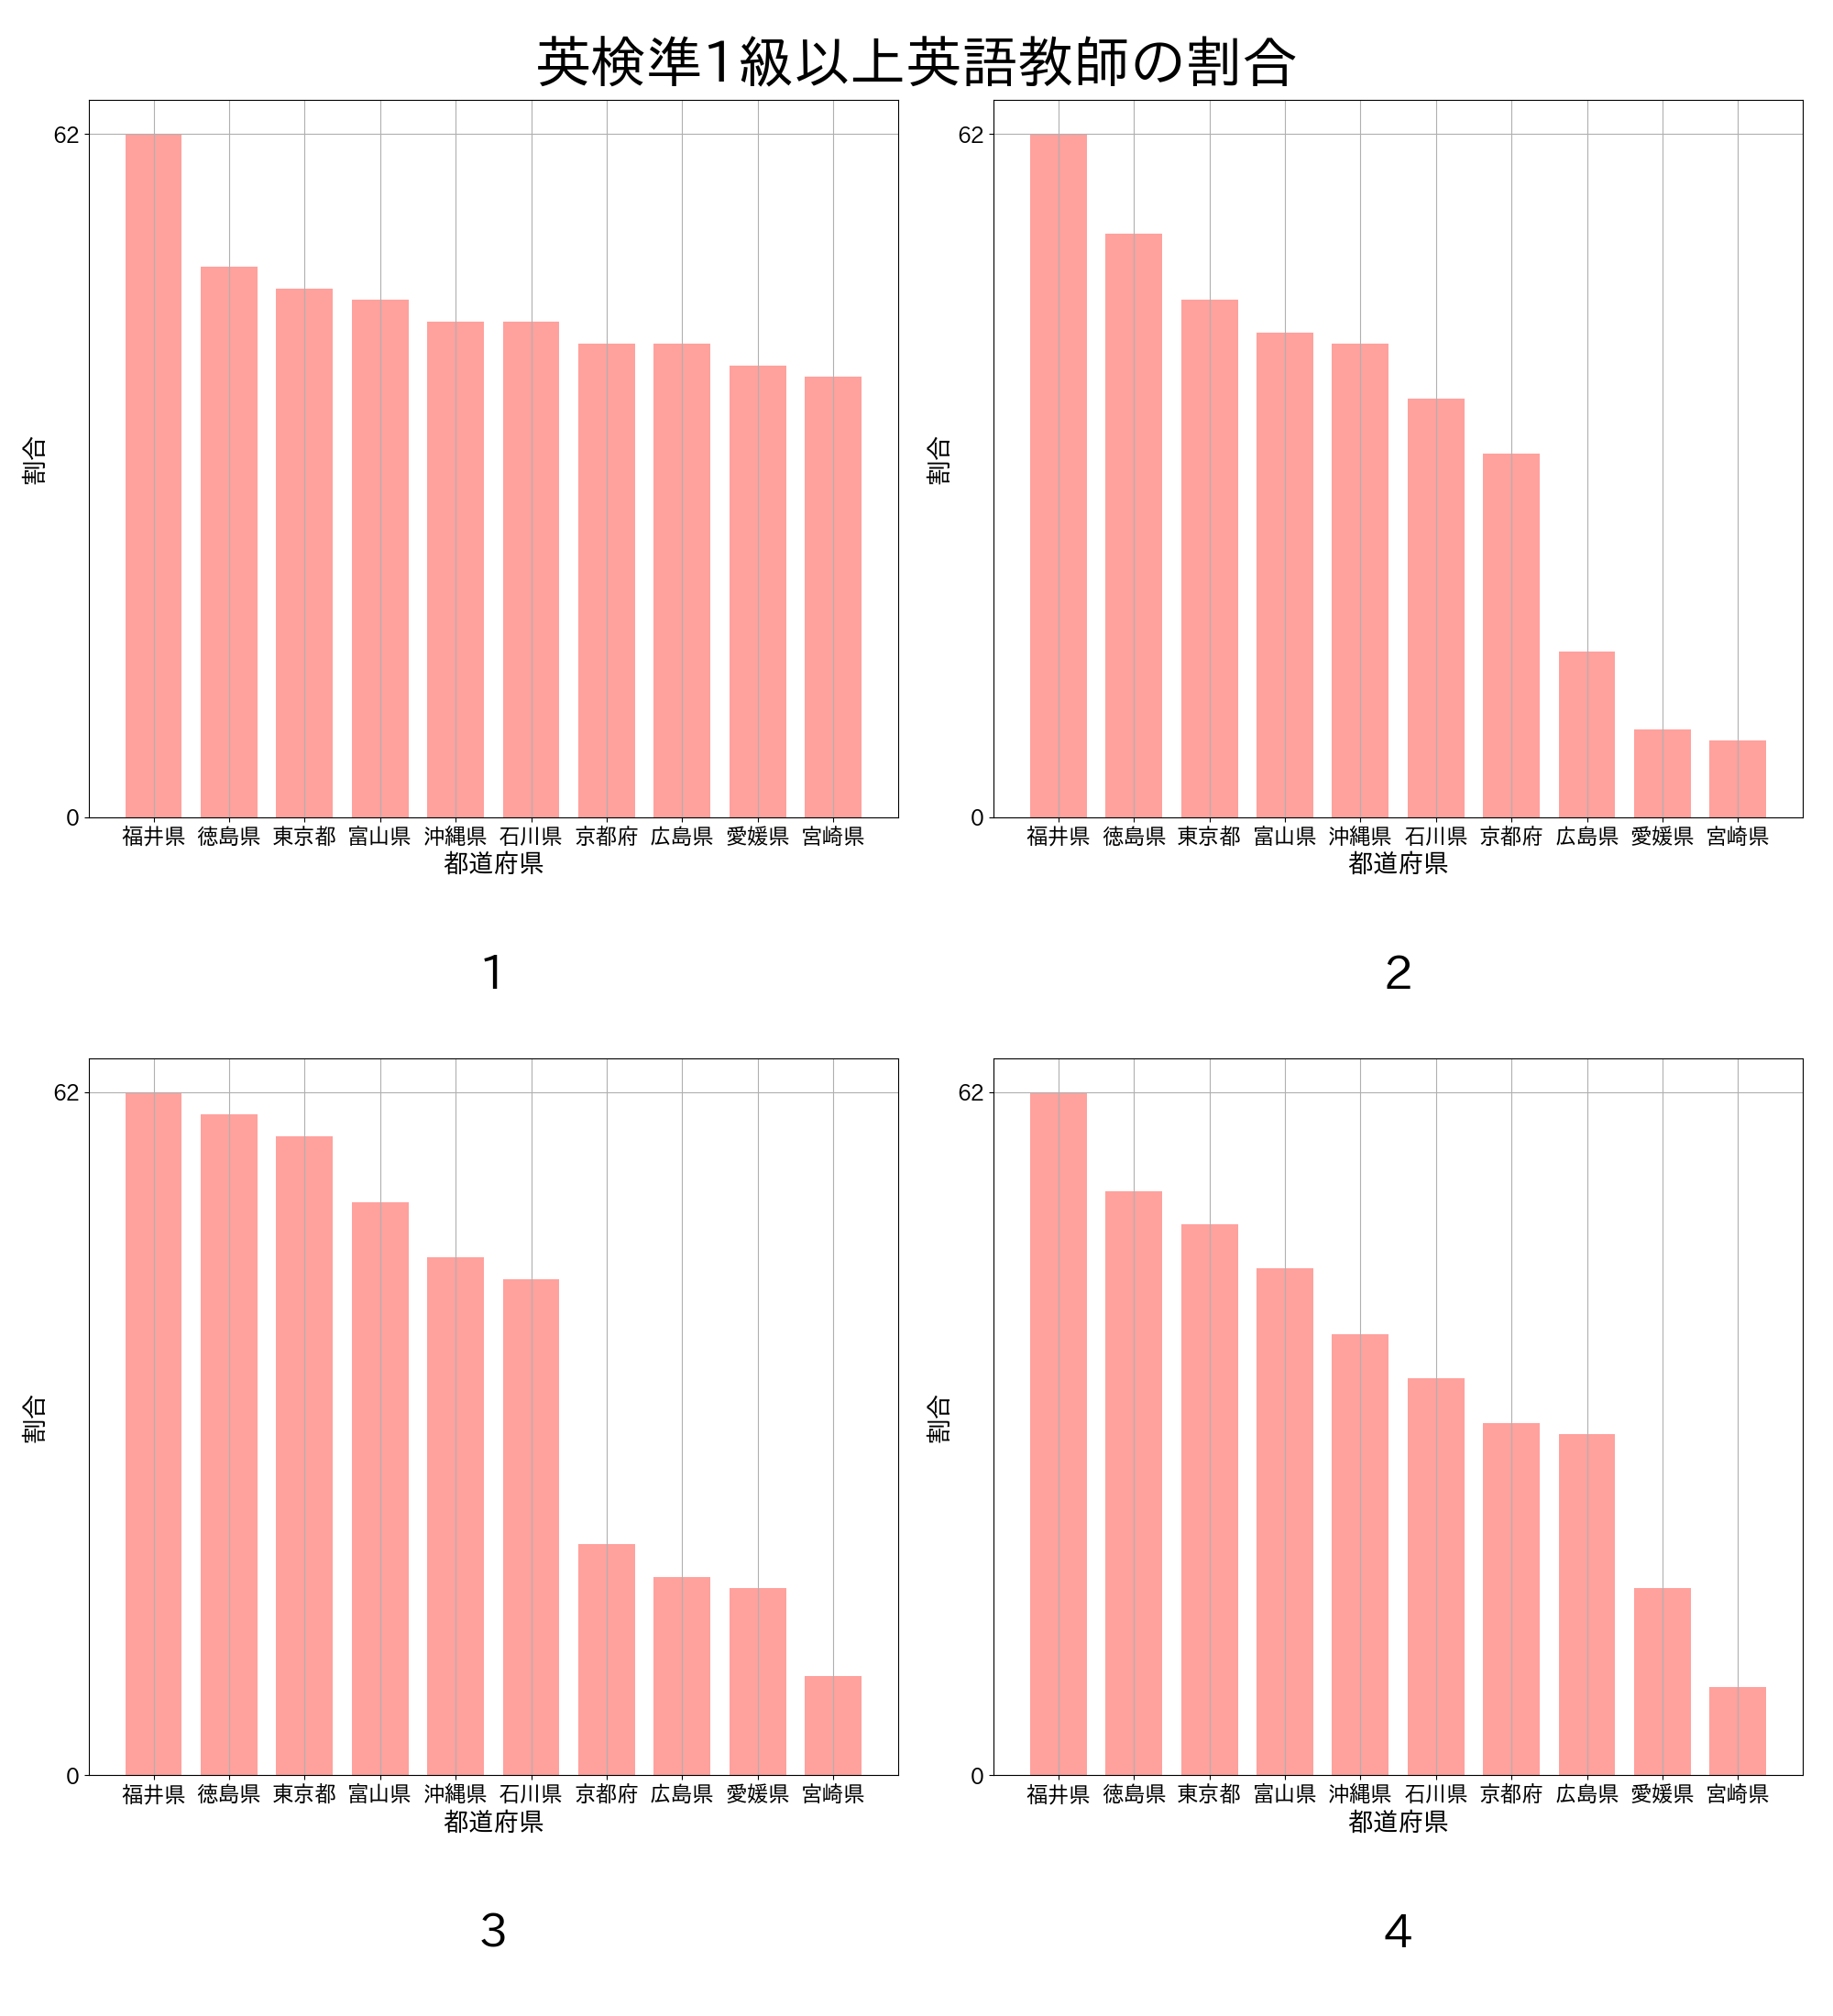 英検準1級以上英語教師の割合
62
0
割合
福井県 徳島県 東京都 富山県 沖縄県 石川県 京都府 広島県 愛媛県 宮崎県
都道府県
1
62
0
割合
福井県 徳島県 東京都 富山県 沖縄県 石川県 京都府 広島県 愛媛県 宮崎県
都道府県
2
62
0
割合
福井県 徳島県 東京都 富山県 沖縄県 石川県 京都府 広島県 愛媛県 宮崎県
都道府県
3
62
0
割合
福井県 徳島県 東京都 富山県 沖縄県 石川県 京都府 広島県 愛媛県 宮崎県
都道府県
4